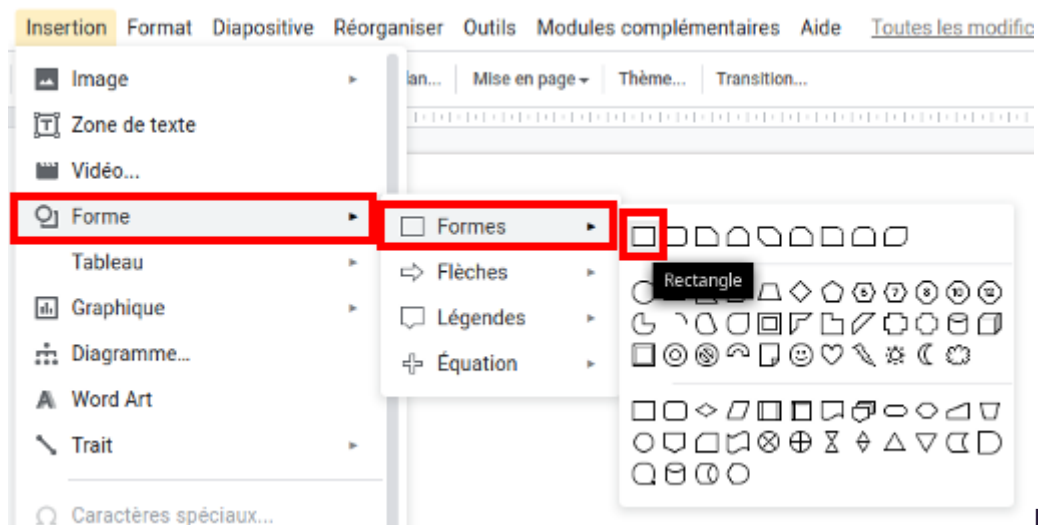 Insertion Format Diapositive Réorganiser Outils Modules complémentaires Aide Toutes les modific
Image
lan... Mise en page Thème... Transition...
Zone de texte
Vidéo...
Forme
Formes
Tableau
Flèches
Rectangle
Graphique
Légendes
Diagramme...
Équation
Word Art
Trait
Caractères spéciaux...